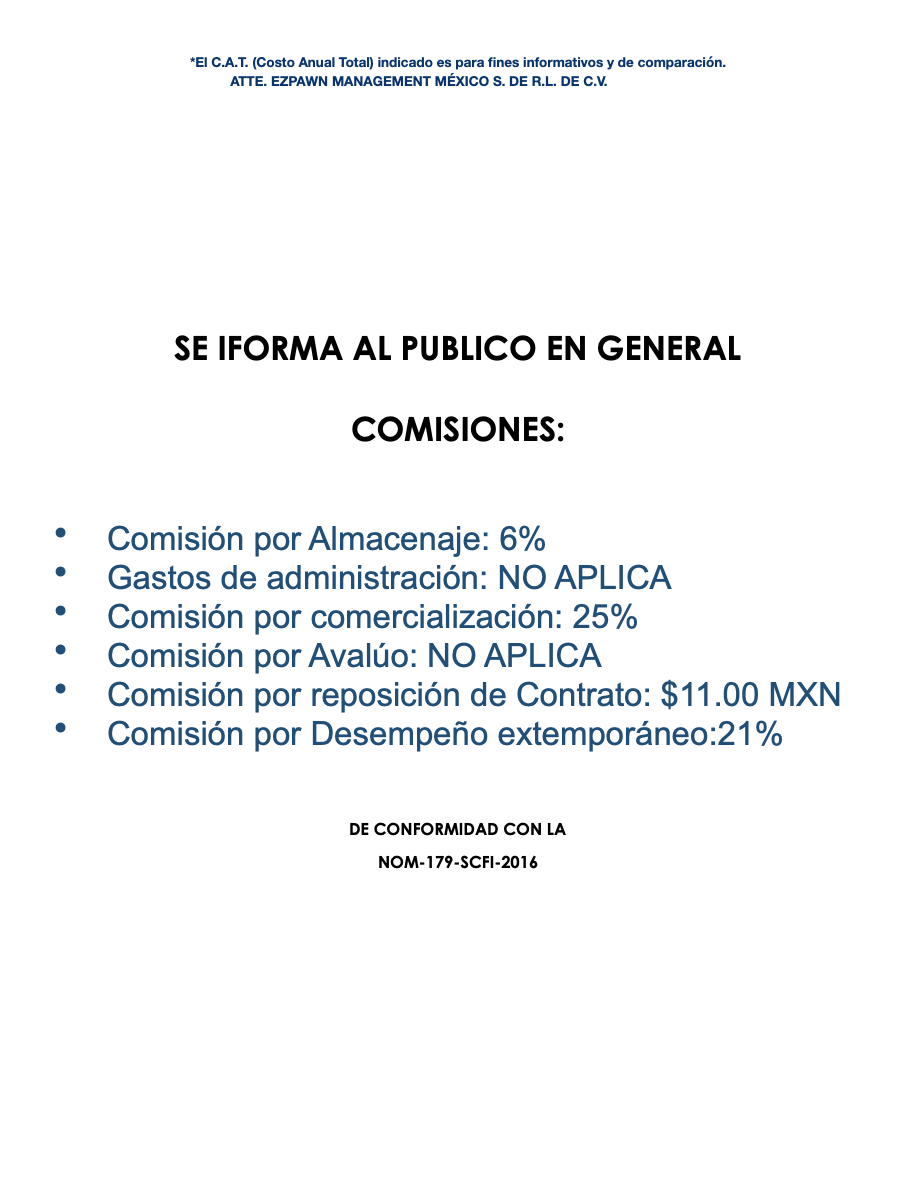 *El C.A.T. (Costo Anual Total) indicado es para fines informativos y de comparación.
ATTE. EZPAWN MANAGEMENT MÉXICO S. DE R.L. DE C.V.
SE IFORMA AL PUBLICO EN GENERAL
COMISIONES:
• Comisión por Almacenaje: 6%
• Gastos de administración: NO APLICA
• Comisión por comercialización: 25%
• Comisión por Avalúo: NO APLICA
• Comisión por reposición de Contrato: $11.00 MXN
• Comisión por Desempeño extemporáneo:21%
DE CONFORMIDAD CON LA
NOM-179-SCFI-2016